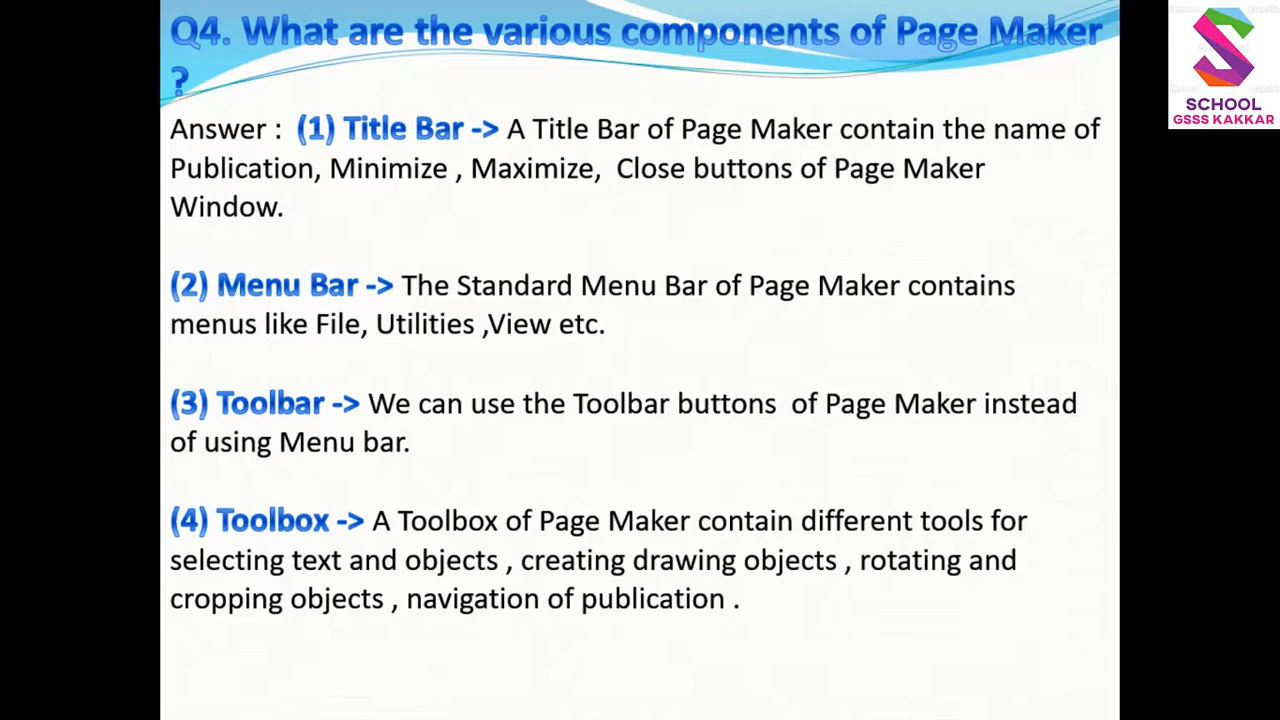 Q4. What are the various components of Page Maker
?
Answer : (1) Title Bar -> A Title Bar of Page Maker contain the name of
Publication, Minimize , Maximize, Close buttons of Page Maker
Window.
(2) Menu Bar -> The Standard Menu Bar of Page Maker contains
menus like File, Utilities ,View etc.
(3) Toolbar -> We can use the Toolbar buttons of Page Maker instead
of using Menu bar.
(4) Toolbox -> A Toolbox of Page Maker contain different tools for
selecting text and objects , creating drawing objects , rotating and
cropping objects , navigation of publication .
SCHOOL
GSSS KAKKAR